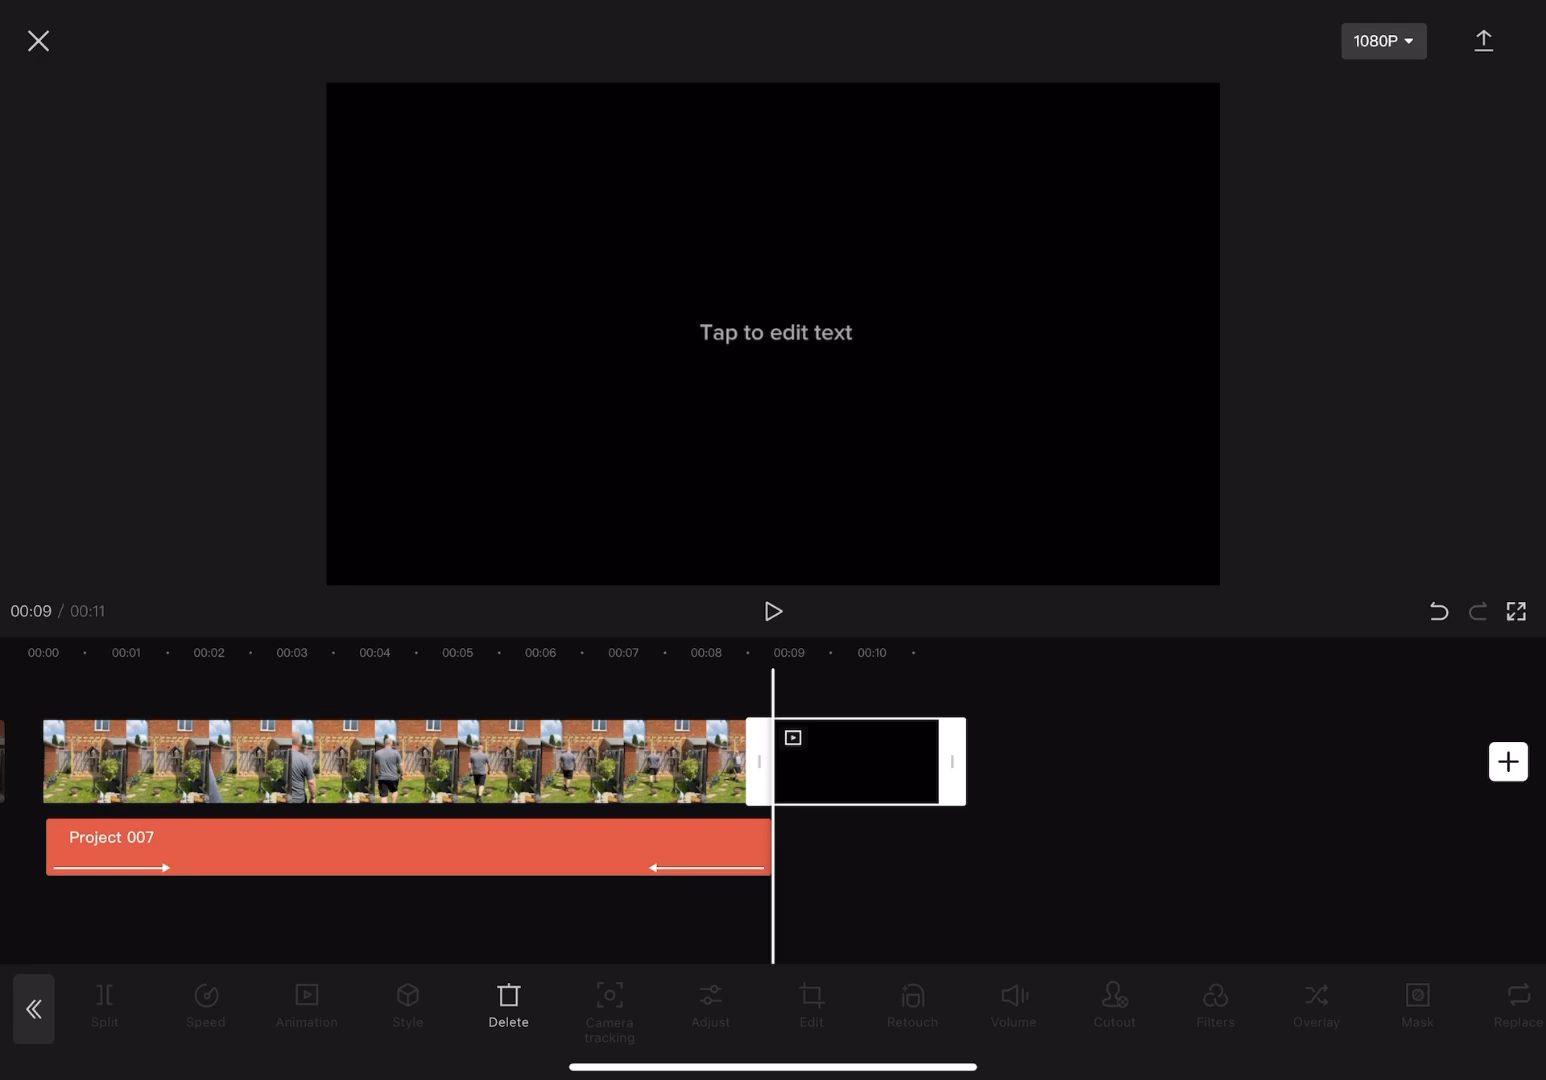 1080P
Tap to edit text
00:09 / 00:11
00:00 00:01 00:02 00:03 00:04 00:05 00:06 00:07 00:08 00:09 00:10
Project 007
Split
Speed
Animation
Style
Delete
Camera
tracking
Adjust
Edit
Retouch
Volume
Cutout
Filters
Overlay
Mask
Replace